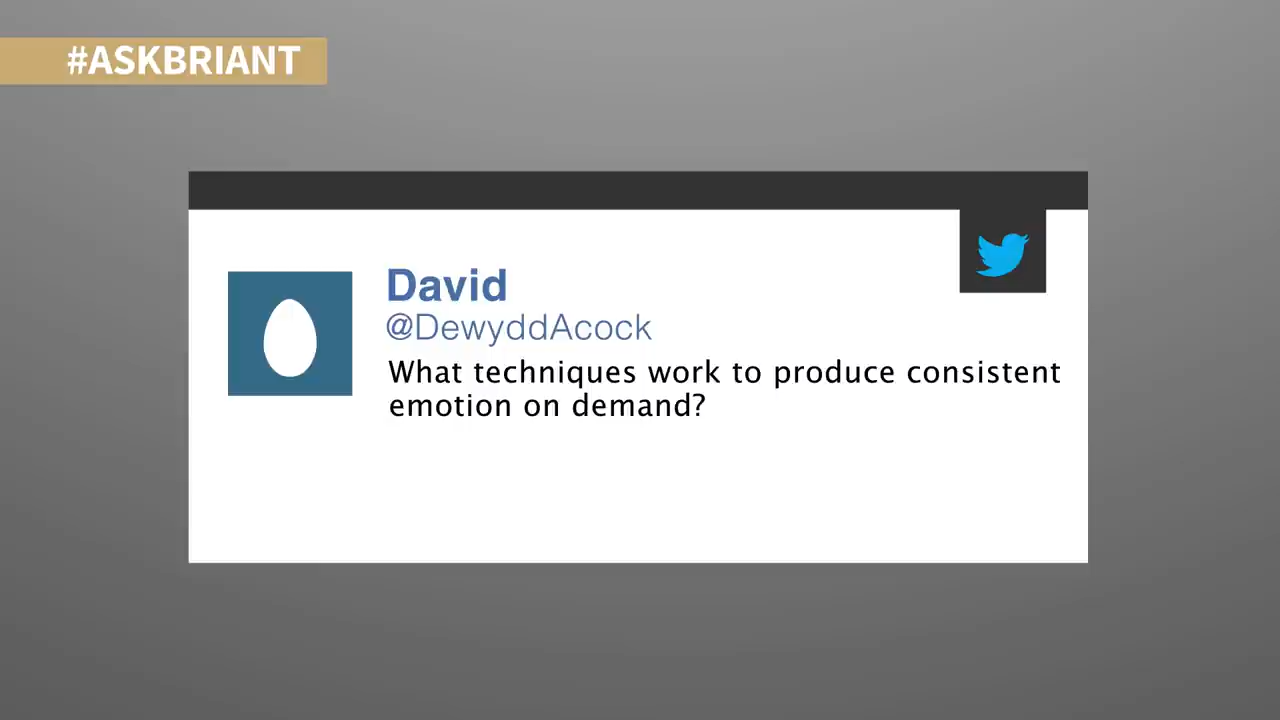 #ASKBRIANT
David
@DewyddAcock
What techniques work to produce consistent
emotion on demand?